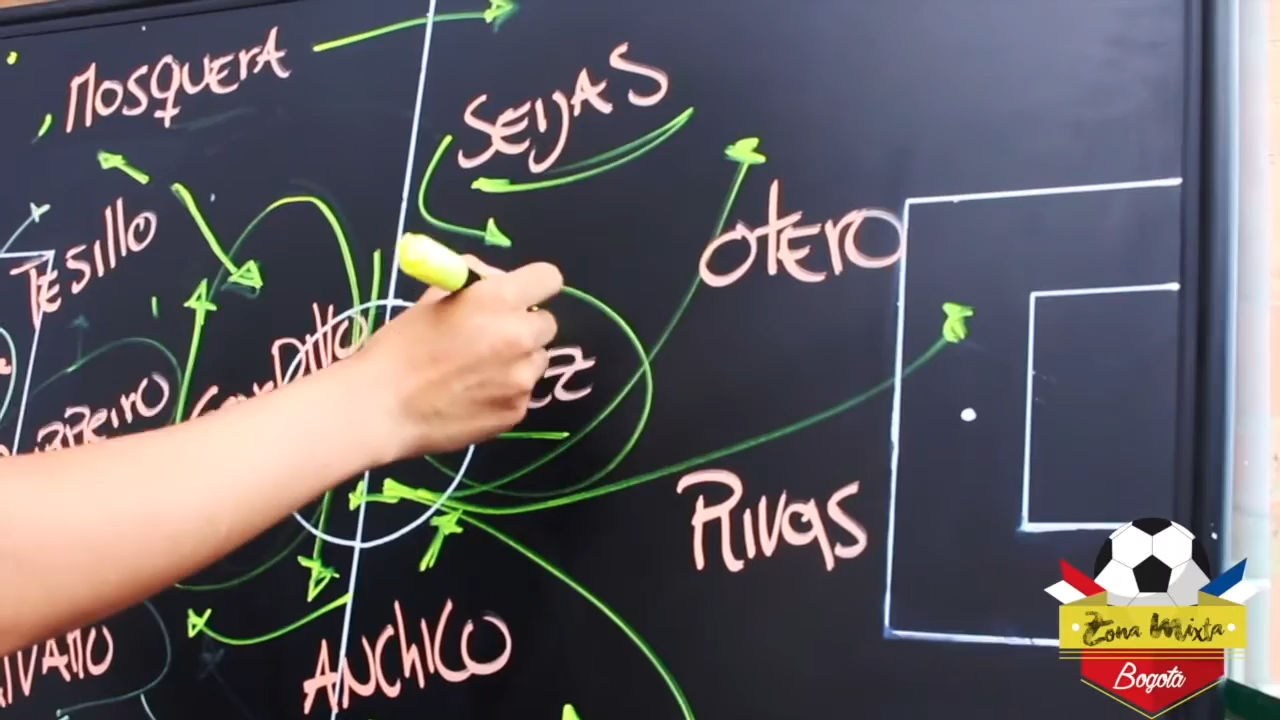 MOSQUERA
SEIJAS
TESIllO
OTERO
RIVAS
ANCHICO
Zona Mixta
Bogotá